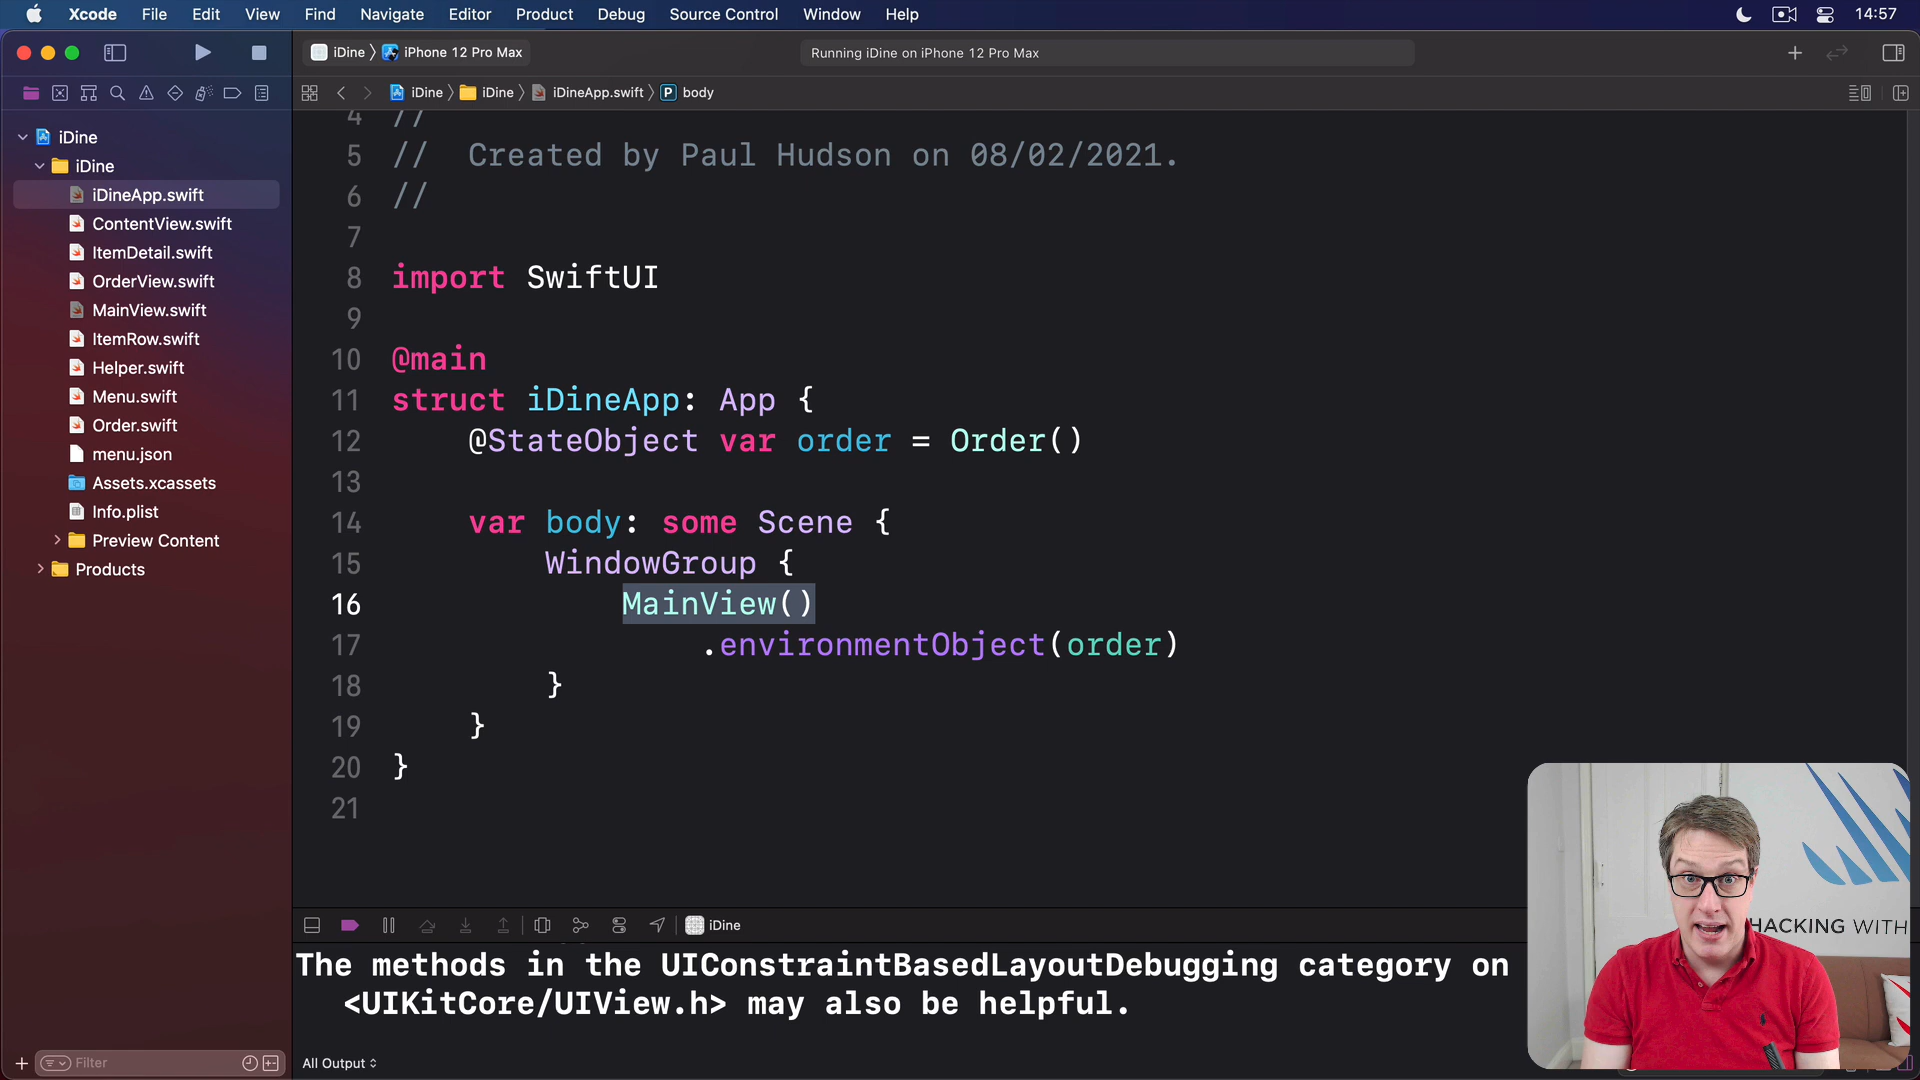 Xcode File Edit View Find Navigate Editor Product Debug Source Control Window Help 14:57
iDine iPhone 12 Pro Max Running iDine on iPhone 12 Pro Max
iDine iDine iDineApp.swift P body
iDine
iDine
iDineApp.swift
ContentView.swift
ItemDetail.swift
OrderView.swift
MainView.swift
ItemRow.swift
Helper.swift
Menu.swift
Order.swift
menu.json
Assets.xcassets
Info.plist
Preview Content
Products
Filter
4 //
5 //  Created by Paul Hudson on 08/02/2021.
6 //
7
8 import SwiftUI
9
10 @main
11 struct iDineApp: App {
12     @StateObject var order = Order()
13
14     var body: some Scene {
15         WindowGroup {
16             MainView()
17                 .environmentObject(order)
18         }
19     }
20 }
21
iDine
The methods in the UIConstraintBasedLayoutDebugging category on
<UIKitCore/UIView.h> may also be helpful.
All Output
HACKING WITH